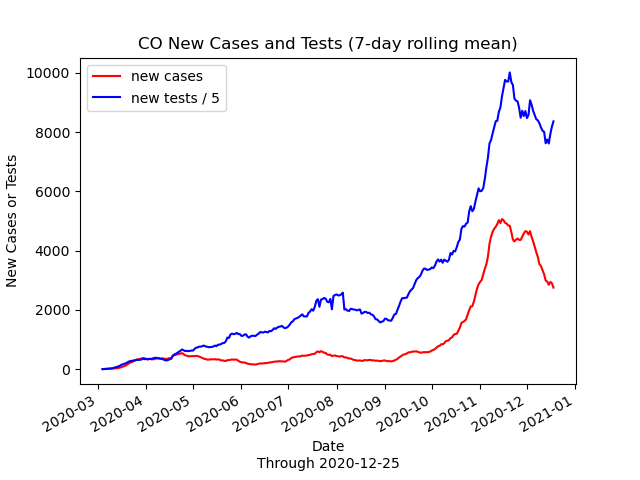 CO New Cases and Tests (7-day rolling mean)
new cases
new tests / 5
New Cases or Tests
10000
8000
6000
4000
2000
0
2020-03
2020-04
2020-05
2020-06
2020-07
2020-08
2020-09
2020-10
2020-11
2020-12
2021-01
Date
Through 2020-12-25